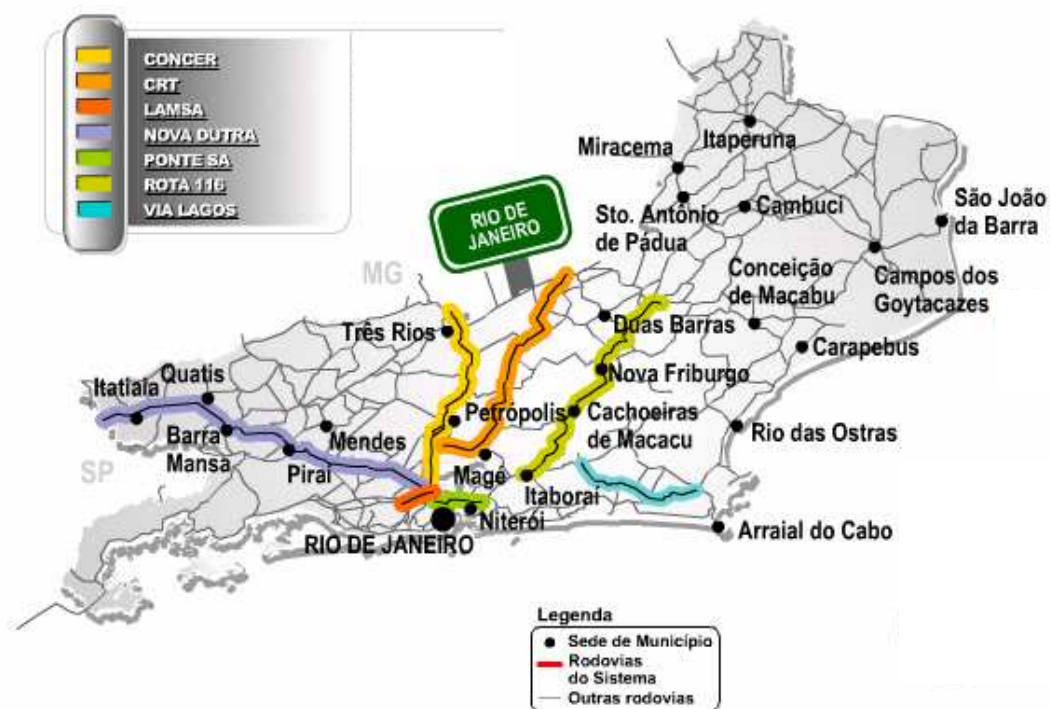 CONCER
CRT
LAMSA
NOVA DUTRA
PONTE SA
ROTA 116
VIA LAGOS
RIO DE
JANEIRO
MG
SP
Itaperuna
Miracema
Sto. Antônio
de Pádua
Cambuci
São João
da Barra
Campos dos
Goytacazes
Conceição
de Macabu
Três Rios
Duas Barras
Carapebus
Nova Friburgo
Itatiaia
Quatis
Petrópolis
Cachoeiras
de Macacu
Rio das Ostras
Barra
Mansa
Mendes
Piraí
Magé
Itaboraí
Niterói
RIO DE JANEIRO
Arraial do Cabo
Legenda
Sede de Município
Rodovias
do Sistema
Outras rodovias